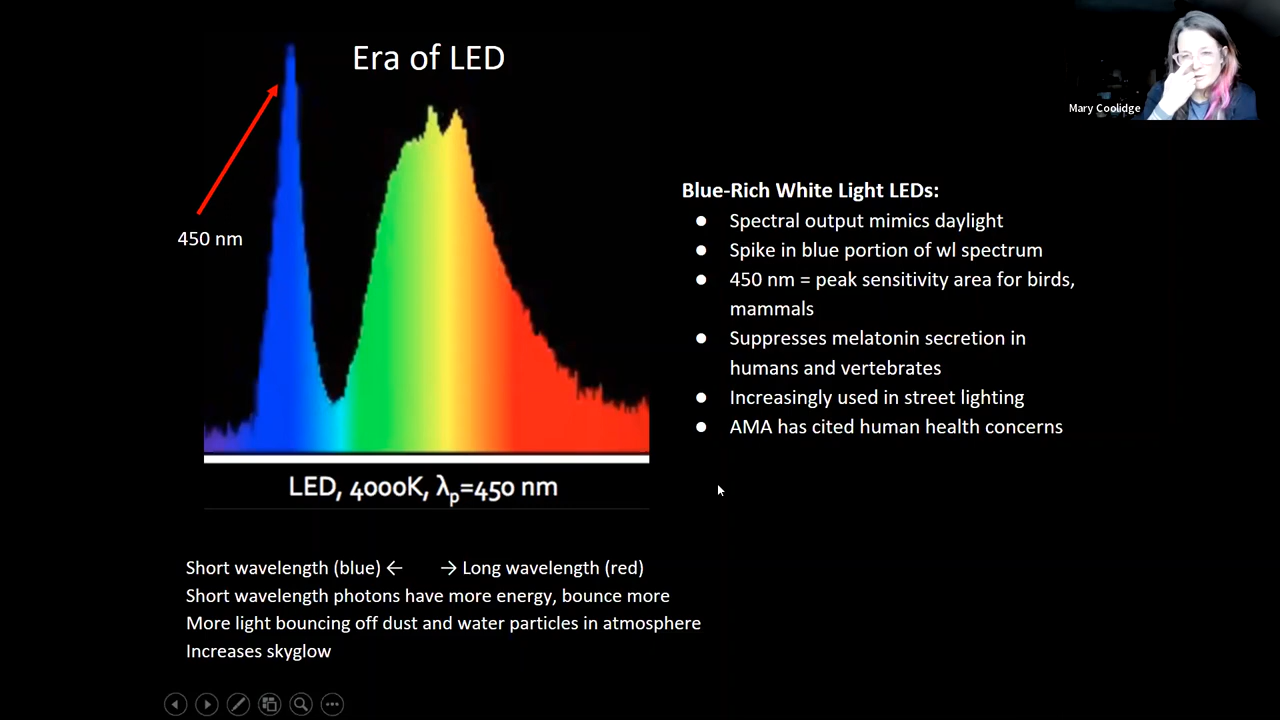 Era of LED
Mary Coolidge
450 nm
Blue-Rich White Light LEDs:
● Spectral output mimics daylight
● Spike in blue portion of wl spectrum
● 450 nm = peak sensitivity area for birds,
mammals
● Suppresses melatonin secretion in
humans and vertebrates
● Increasingly used in street lighting
● AMA has cited human health concerns
LED, 4000K, λp=450 nm
Short wavelength (blue) ← → Long wavelength (red)
Short wavelength photons have more energy, bounce more
More light bouncing off dust and water particles in atmosphere
Increases skyglow